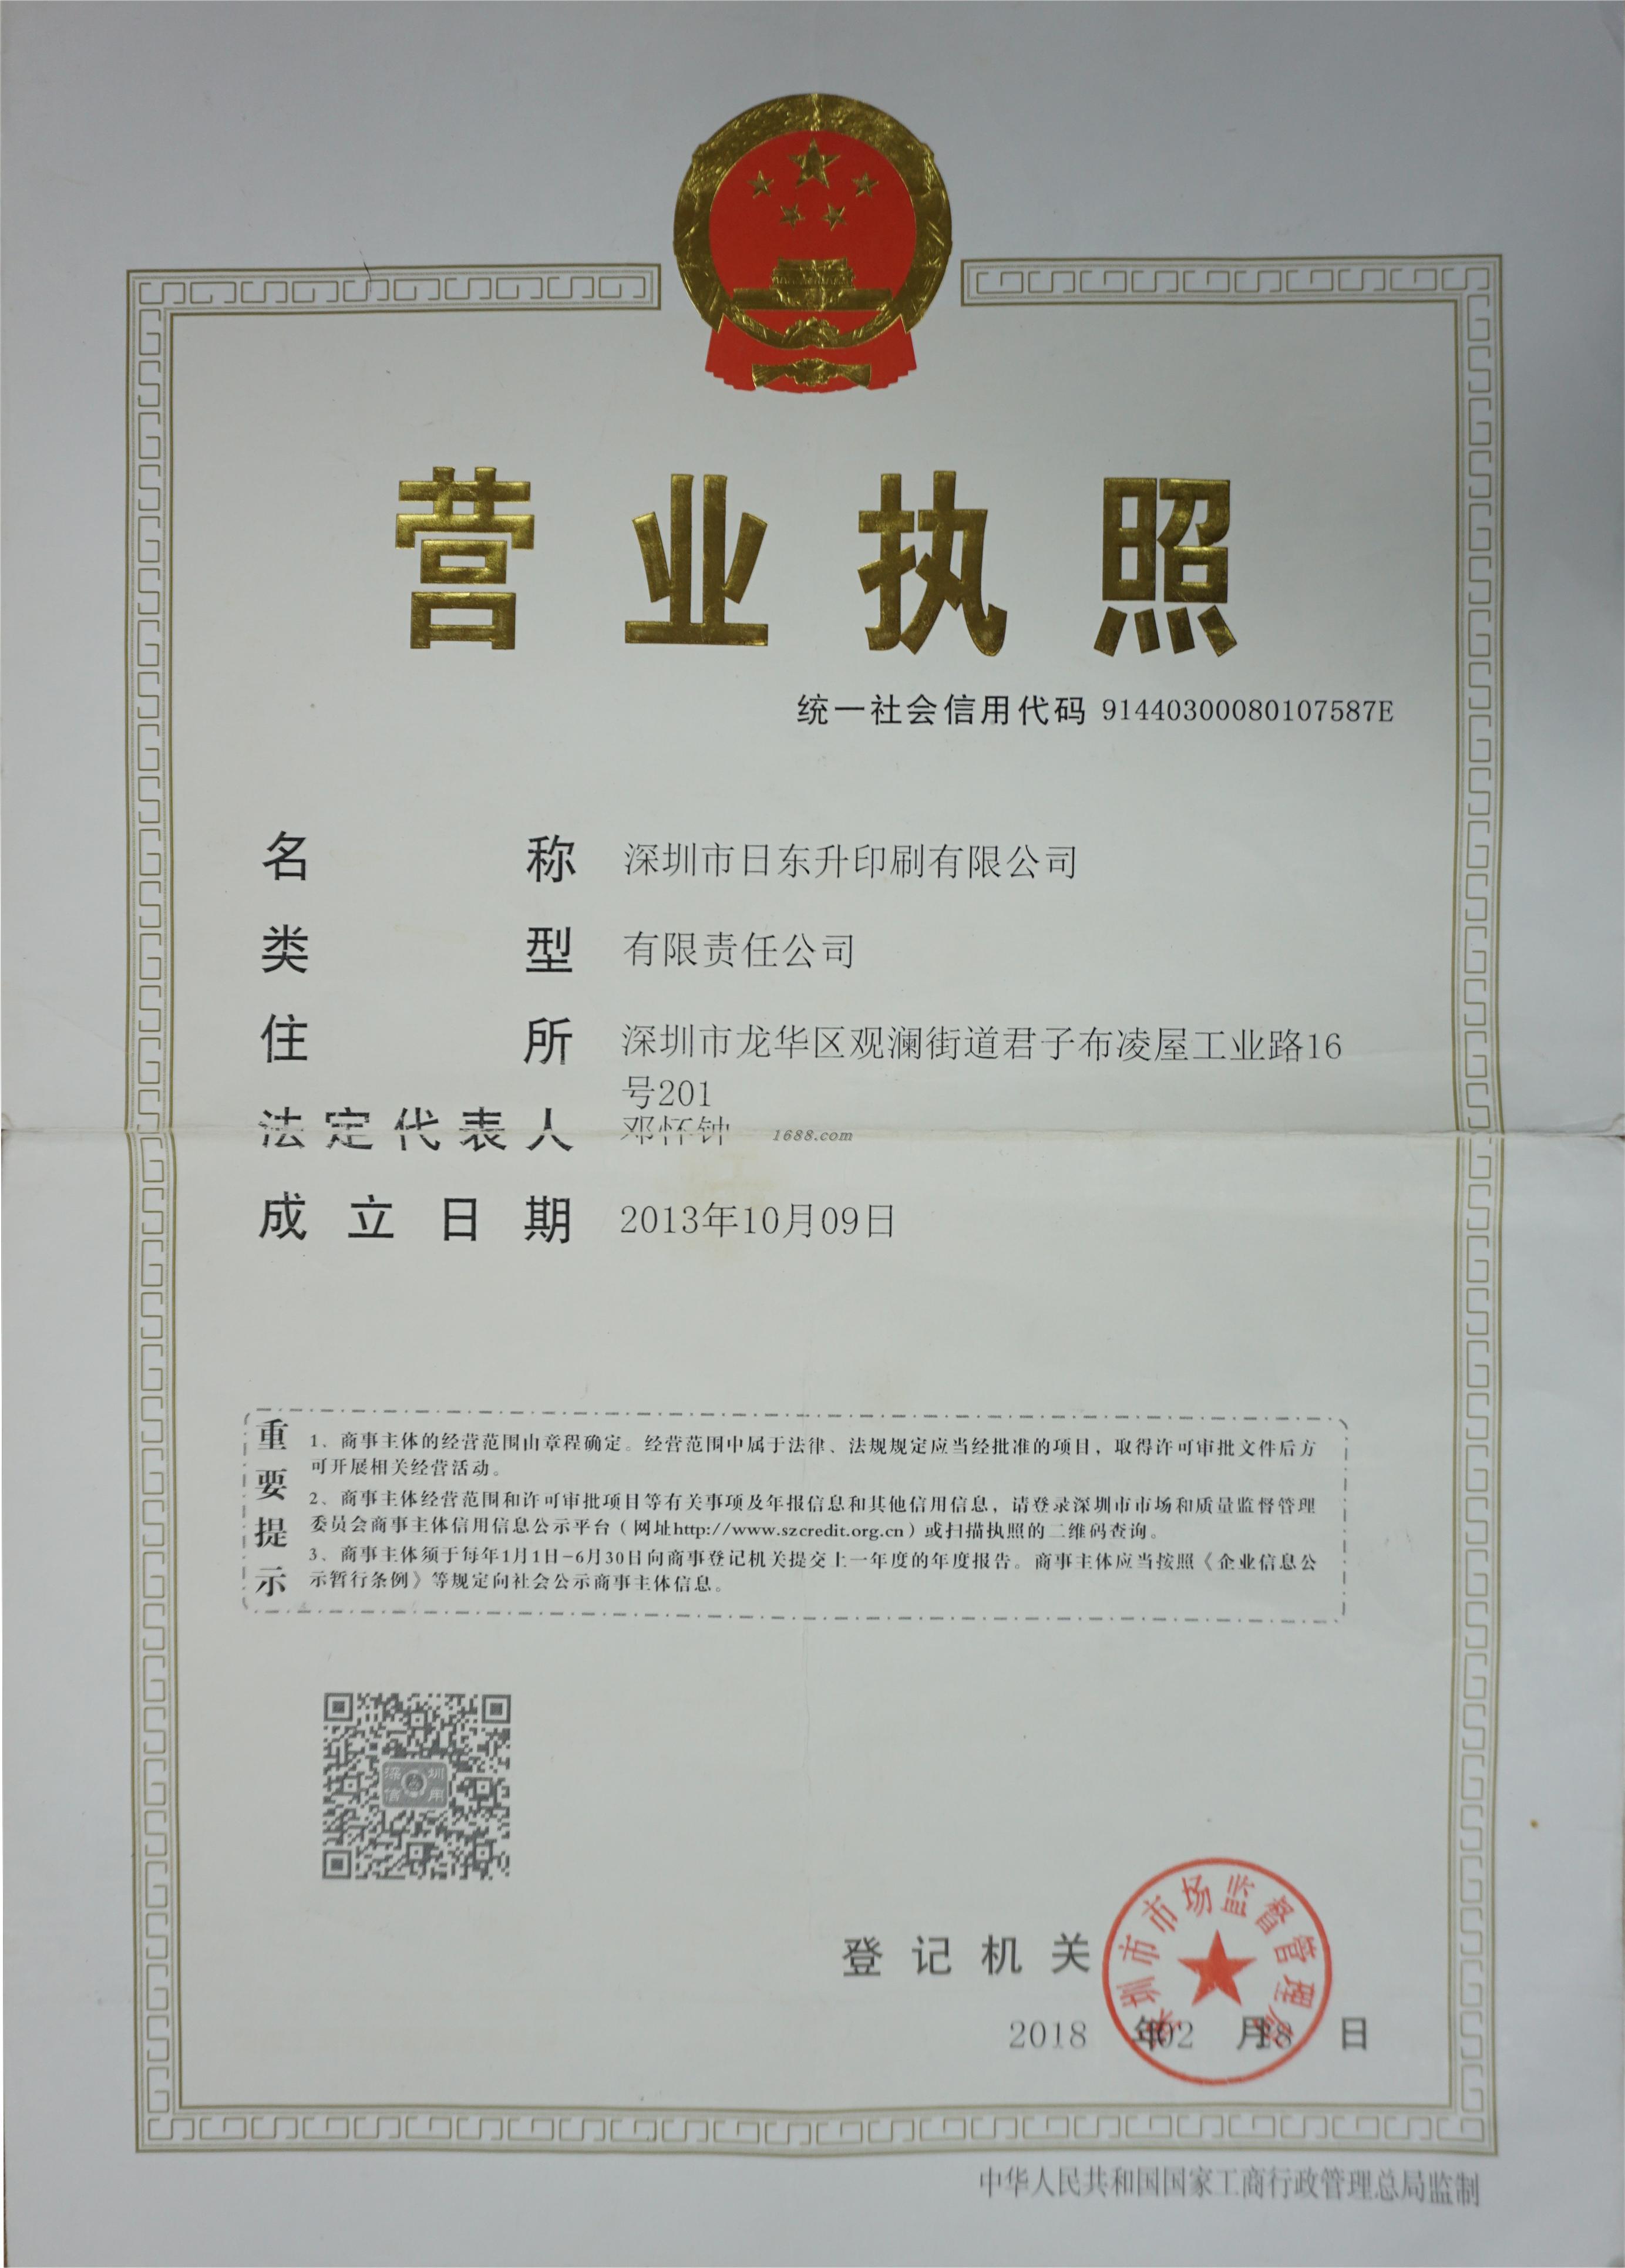 营业执照
统一社会信用代码 91440300080107587E
名称 深圳市日东升印刷有限公司
类型 有限责任公司
住所 深圳市龙华区观澜街道君子布凌屋工业路16
号201
法定代表人
1688.com
成立日期 2013年10月09日
重要提示
1、商事主体的经营范围由章程确定。经营范围中属于法律、法规规定应当经批准的项目，取得许可审批文件后方
可开展相关经营活动。
2、商事主体经营范围和许可审批项目等有关事项及年报信息和其他信用信息，请登录深圳市市场和质量监督管理
委员会商事主体信用信息公示平台（网址http://www.szcredit.org.cn）或扫描执照的二维码查询。
3、商事主体须于每年1月1日-6月30日向商事登记机关提交上一年度的年度报告。商事主体应当按照《企业信息公
示暂行条例》等规定向社会公示商事主体信息。
深圳
信用
登记机关
深圳市市场监督管理局
2018 年02 月18 日
中华人民共和国国家工商行政管理总局监制